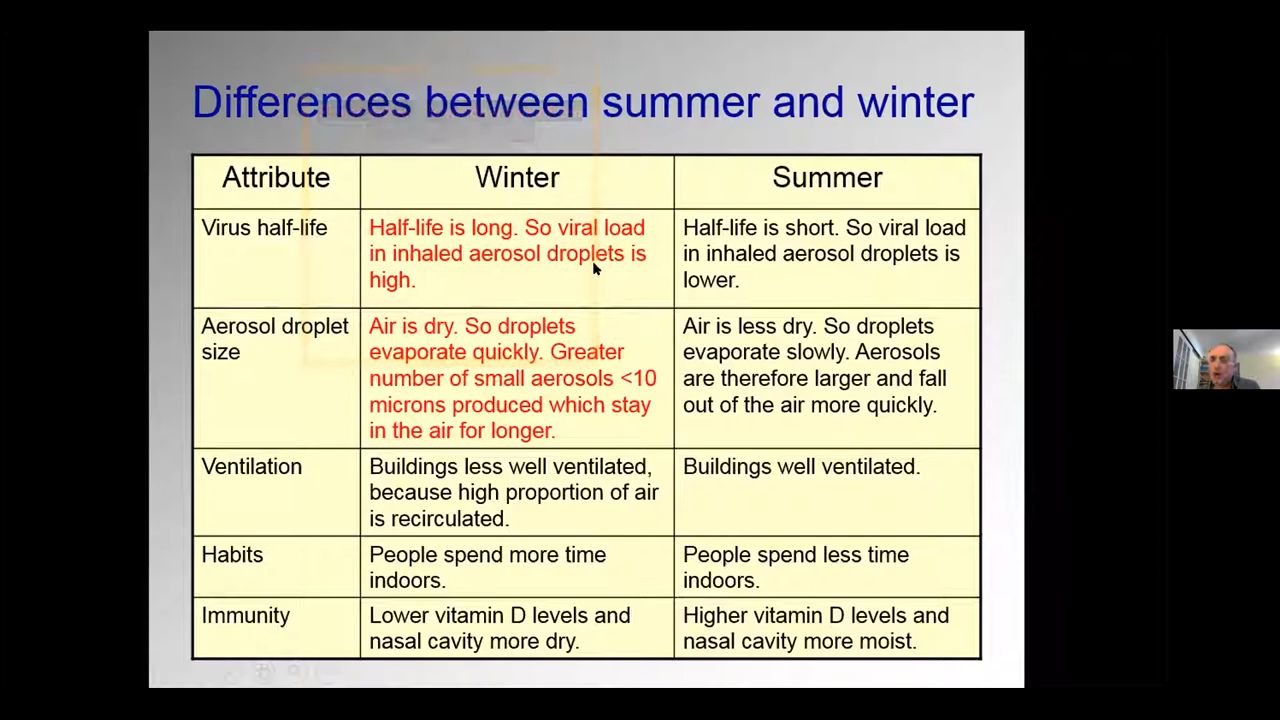 Differences between summer and winter
Attribute
Winter
Summer
Virus half-life
Half-life is long. So viral load
in inhaled aerosol droplets is
high.
Half-life is short. So viral load
in inhaled aerosol droplets is
lower.
Aerosol droplet
size
Air is dry. So droplets
evaporate quickly. Greater
number of small aerosols <10
microns produced which stay
in the air for longer.
Air is less dry. So droplets
evaporate slowly. Aerosols
are therefore larger and fall
out of the air more quickly.
Ventilation
Buildings less well ventilated,
because high proportion of air
is recirculated.
Buildings well ventilated.
Habits
People spend more time
indoors.
People spend less time
indoors.
Immunity
Lower vitamin D levels and
nasal cavity more dry.
Higher vitamin D levels and
nasal cavity more moist.